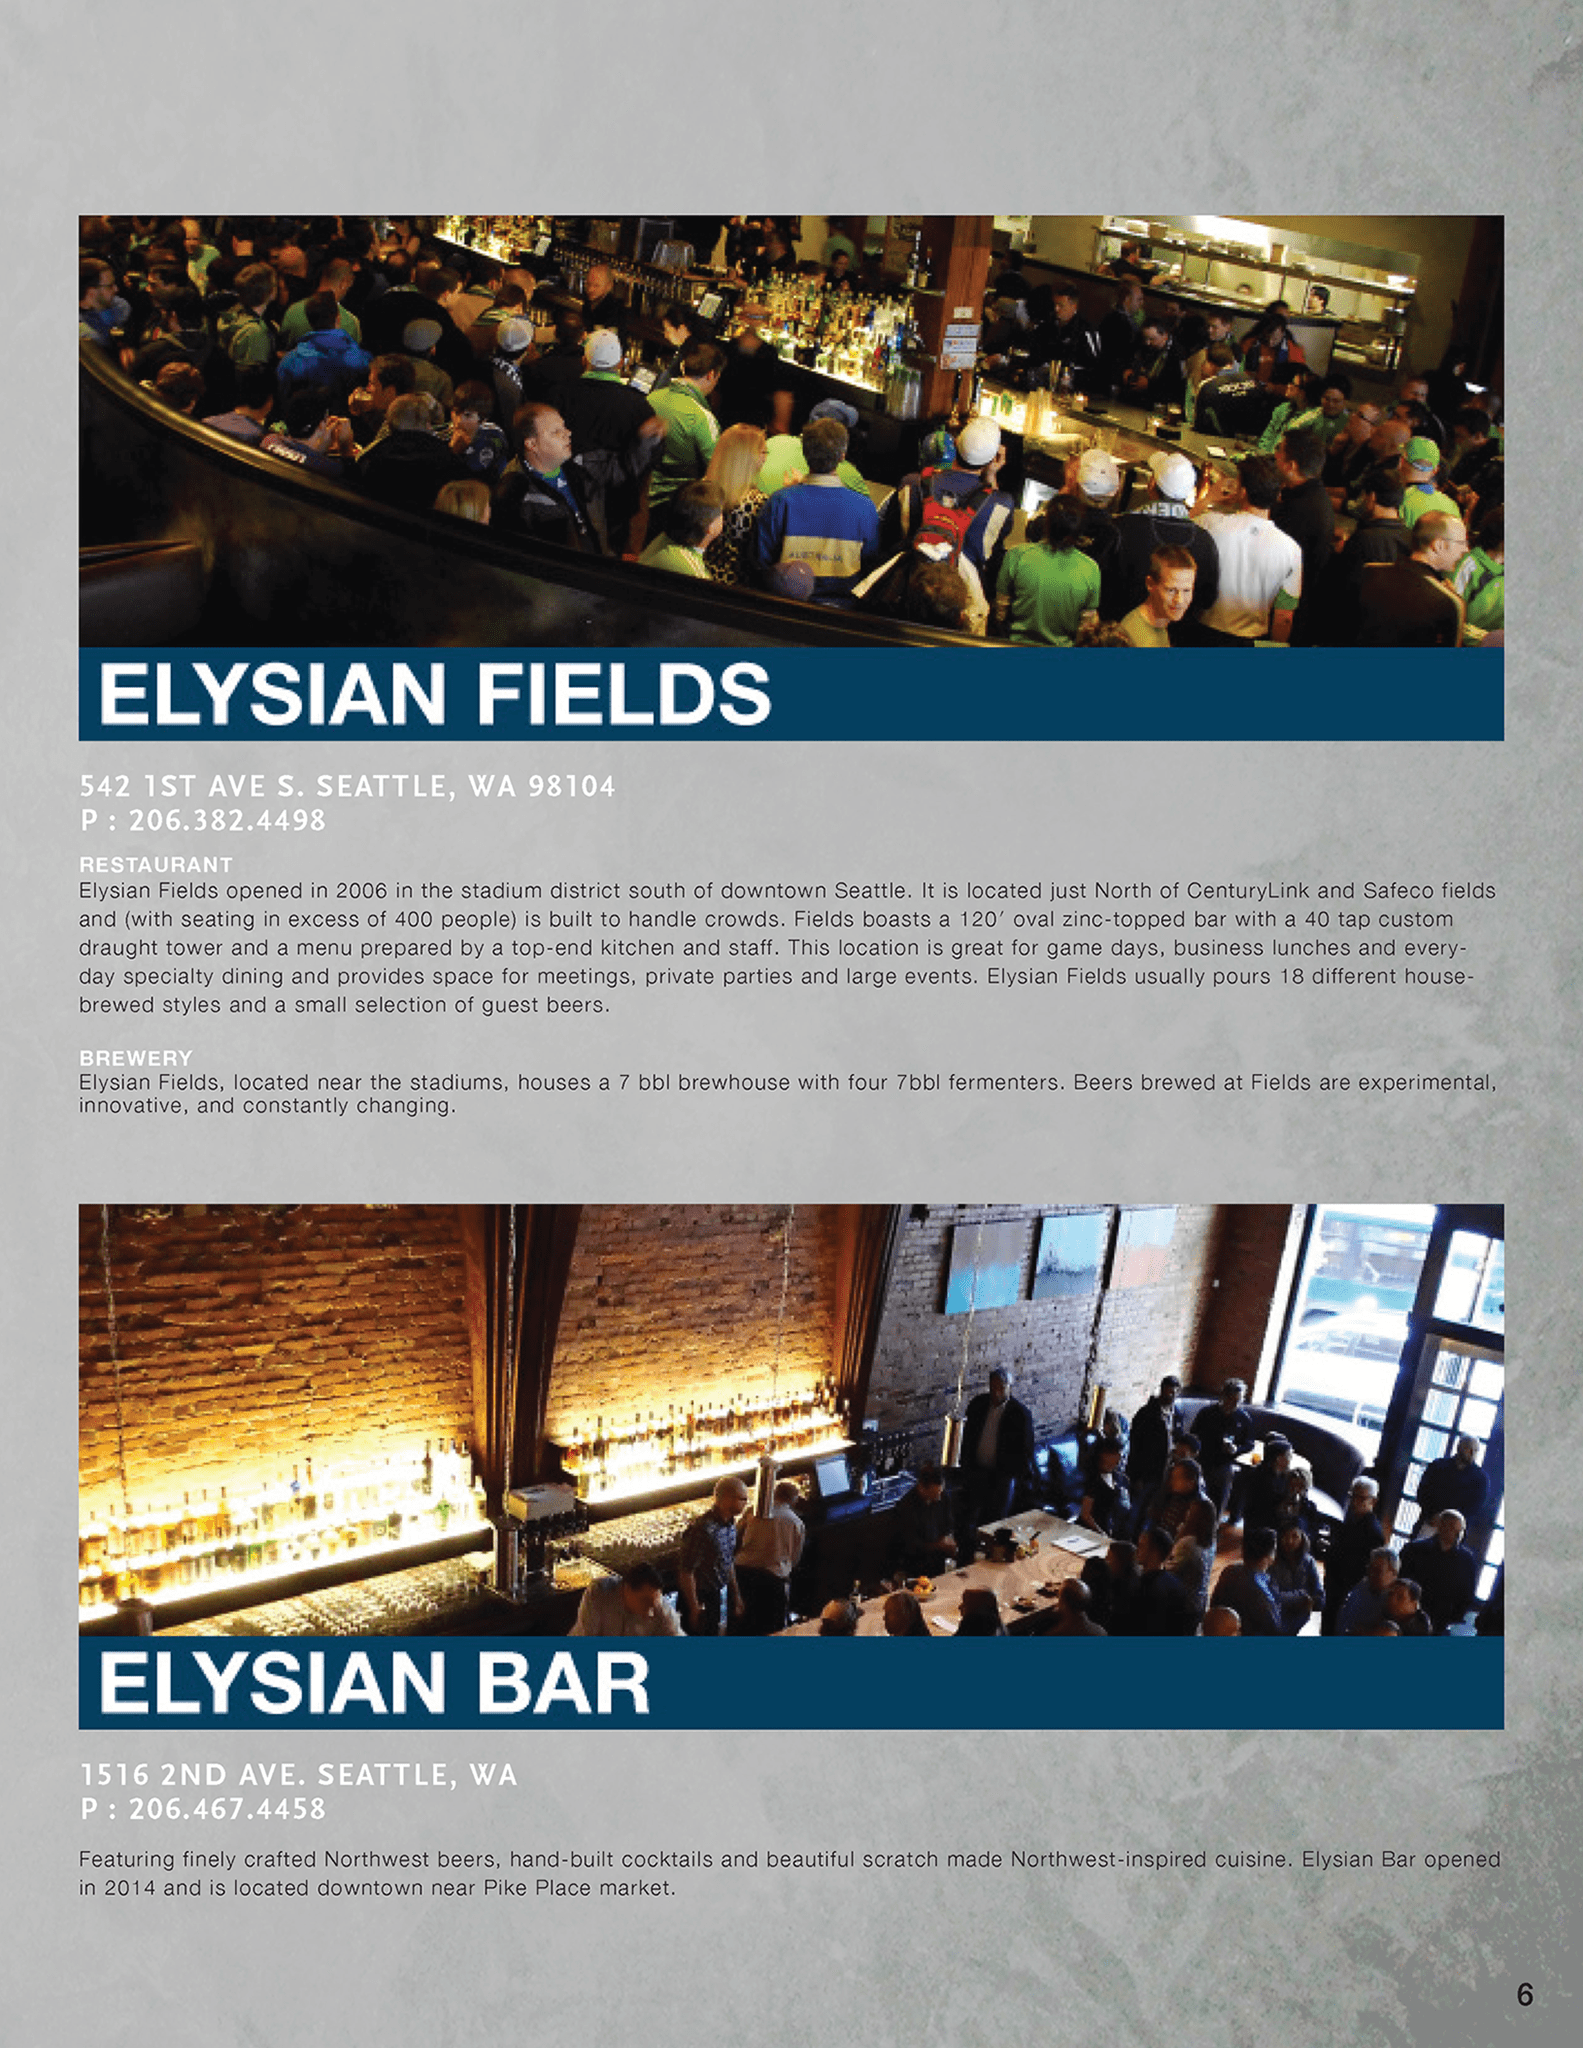 AUSTRALIA
ELYSIAN FIELDS
542 1ST AVE S. SEATTLE, WA 98104
P : 206.382.4498
RESTAURANT
Elysian Fields opened in 2006 in the stadium district south of downtown Seattle. It is located just North of CenturyLink and Safeco fields
and (with seating in excess of 400 people) is built to handle crowds. Fields boasts a 120′ oval zinc-topped bar with a 40 tap custom
draught tower and a menu prepared by a top-end kitchen and staff. This location is great for game days, business lunches and every-
day specialty dining and provides space for meetings, private parties and large events. Elysian Fields usually pours 18 different house-
brewed styles and a small selection of guest beers.
BREWERY
Elysian Fields, located near the stadiums, houses a 7 bbl brewhouse with four 7bbl fermenters. Beers brewed at Fields are experimental,
innovative, and constantly changing.
ELYSIAN BAR
1516 2ND AVE. SEATTLE, WA
P : 206.467.4458
Featuring finely crafted Northwest beers, hand-built cocktails and beautiful scratch made Northwest-inspired cuisine. Elysian Bar opened
in 2014 and is located downtown near Pike Place market.
6